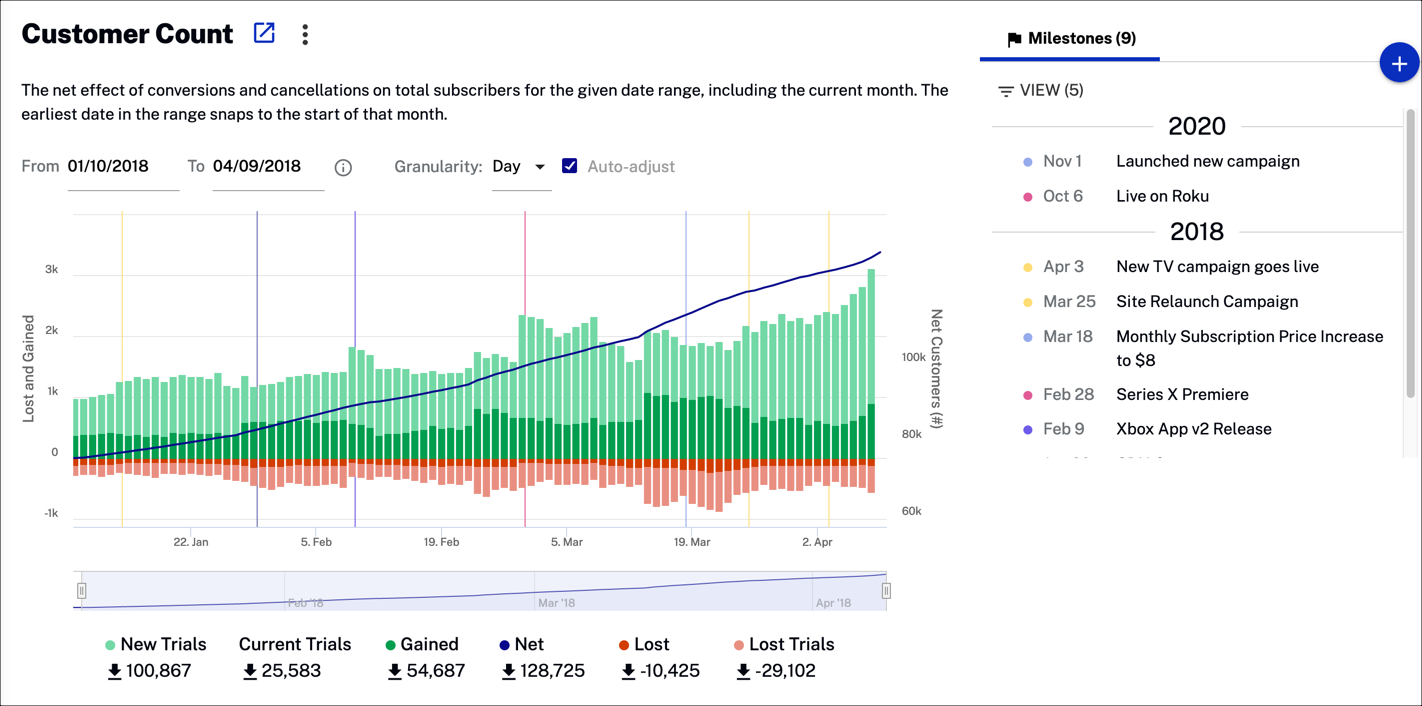 Customer Count
The net effect of conversions and cancellations on total subscribers for the given date range, including the current month. The
earliest date in the range snaps to the start of that month.
From 01/10/2018 To 04/09/2018 Granularity: Day Auto-adjust
Lost and Gained
3k
2k
1k
0
-1k
Net Customers (#)
100k
80k
60k
22. Jan 5. Feb 19. Feb 5. Mar 19. Mar 2. Apr
Feb '18 Mar '18 Apr '18
New Trials Current Trials Gained Net Lost Lost Trials
100,867 25,583 54,687 128,725 -10,425 -29,102
Milestones (9)
+
VIEW (5)
2020
Nov 1 Launched new campaign
Oct 6 Live on Roku
2018
Apr 3 New TV campaign goes live
Mar 25 Site Relaunch Campaign
Mar 18 Monthly Subscription Price Increase
to $8
Feb 28 Series X Premiere
Feb 9 Xbox App v2 Release